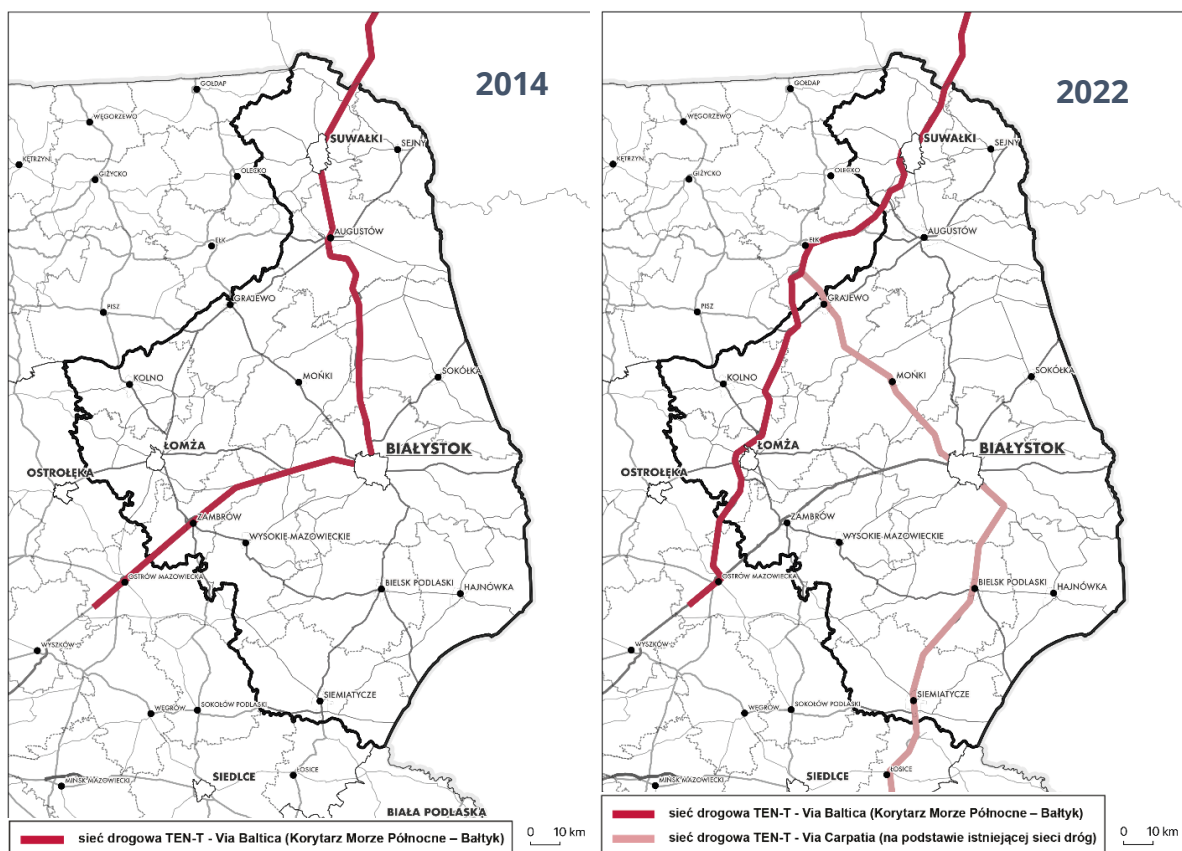 2014
GOŁDAP
WĘGORZEWO
SUWAŁKI
SEJNY
KĘTRZYN
GIŻYCKO
OLECKO
AUGUSTÓW
EŁK
GRAJEWO
PISZ
KOLNO
MOŃKI
SOKÓŁKA
ŁOMŻA
BIAŁYSTOK
OSTROŁĘKA
ZAMBRÓW
WYSOKIE-MAZOWIECKIE
OSTRÓW MAZOWIECKA
BIELSK PODLASKI
HAJNÓWKA
WYSZKÓW
SIEMIATYCZE
WĘGRÓW
SOKOŁÓW PODLASKI
SIEDLCE
ŁOSICE
MIŃSK MAZOWIECKI
BIAŁA PODLASKA
sieć drogowa TEN-T - Via Baltica (Korytarz Morze Północne – Bałtyk)
0 10 km
2022
GOŁDAP
WĘGORZEWO
SUWAŁKI
SEJNY
KĘTRZYN
GIŻYCKO
OLECKO
AUGUSTÓW
EŁK
GRAJEWO
PISZ
KOLNO
MOŃKI
SOKÓŁKA
ŁOMŻA
BIAŁYSTOK
OSTROŁĘKA
ZAMBRÓW
WYSOKIE-MAZOWIECKIE
OSTRÓW MAZOWIECKA
BIELSK PODLASKI
HAJNÓWKA
WYSZKÓW
SIEMIATYCZE
WĘGRÓW
SOKOŁÓW PODLASKI
SIEDLCE
ŁOSICE
MIŃSK MAZOWIECKI
sieć drogowa TEN-T - Via Baltica (Korytarz Morze Północne – Bałtyk)
sieć drogowa TEN-T - Via Carpatia (na podstawie istniejącej sieci dróg)
0 10 km